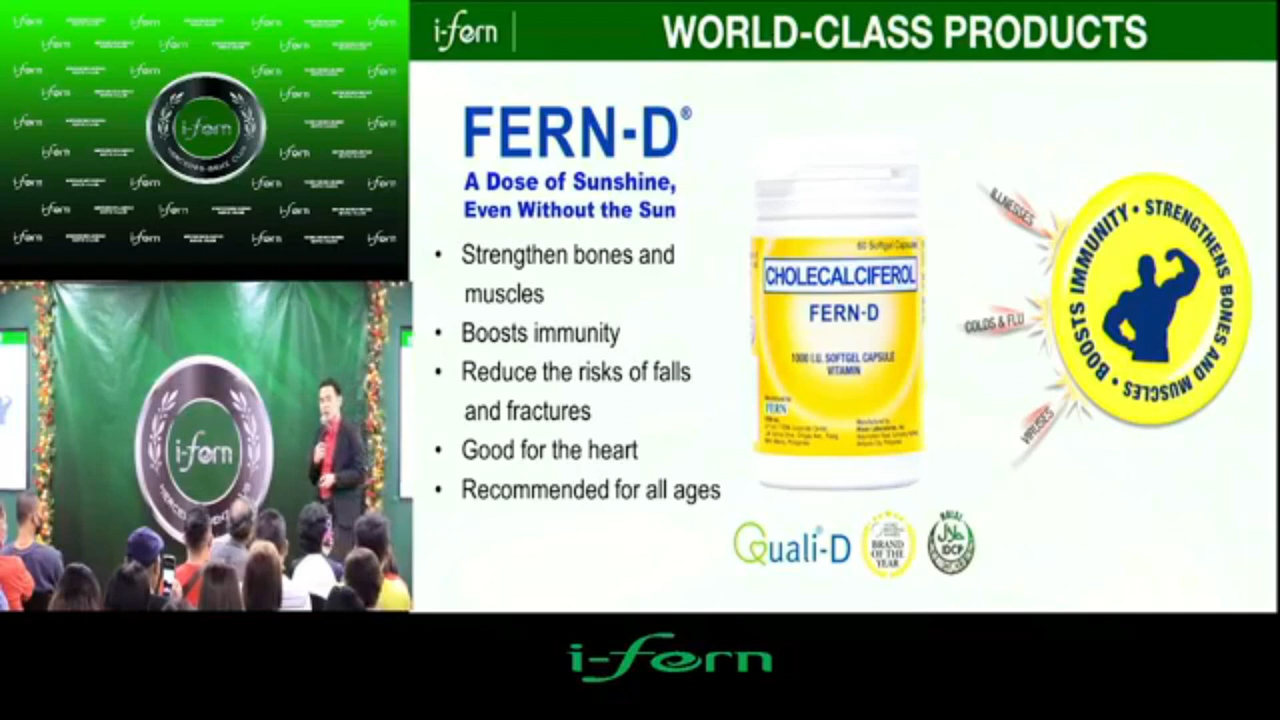 i-fern
WORLD-CLASS PRODUCTS
FERN-D®
A Dose of Sunshine,
Even Without the Sun
• Strengthen bones and
muscles
• Boosts immunity
• Reduce the risks of falls
and fractures
• Good for the heart
• Recommended for all ages
60 Softgel Capsules
CHOLECALCIFEROL
FERN-D
1000 I.U. SOFTGEL CAPSULE
VITAMIN
FERN
ILLNESSES
COLDS & FLU
VIRUSES
BOOSTS IMMUNITY • STRENGTHENS BONES AND MUSCLES •
Quali®-D
BRAND
OF THE
YEAR
HALAL
IDCP
i-fern
i-fern
i-fern